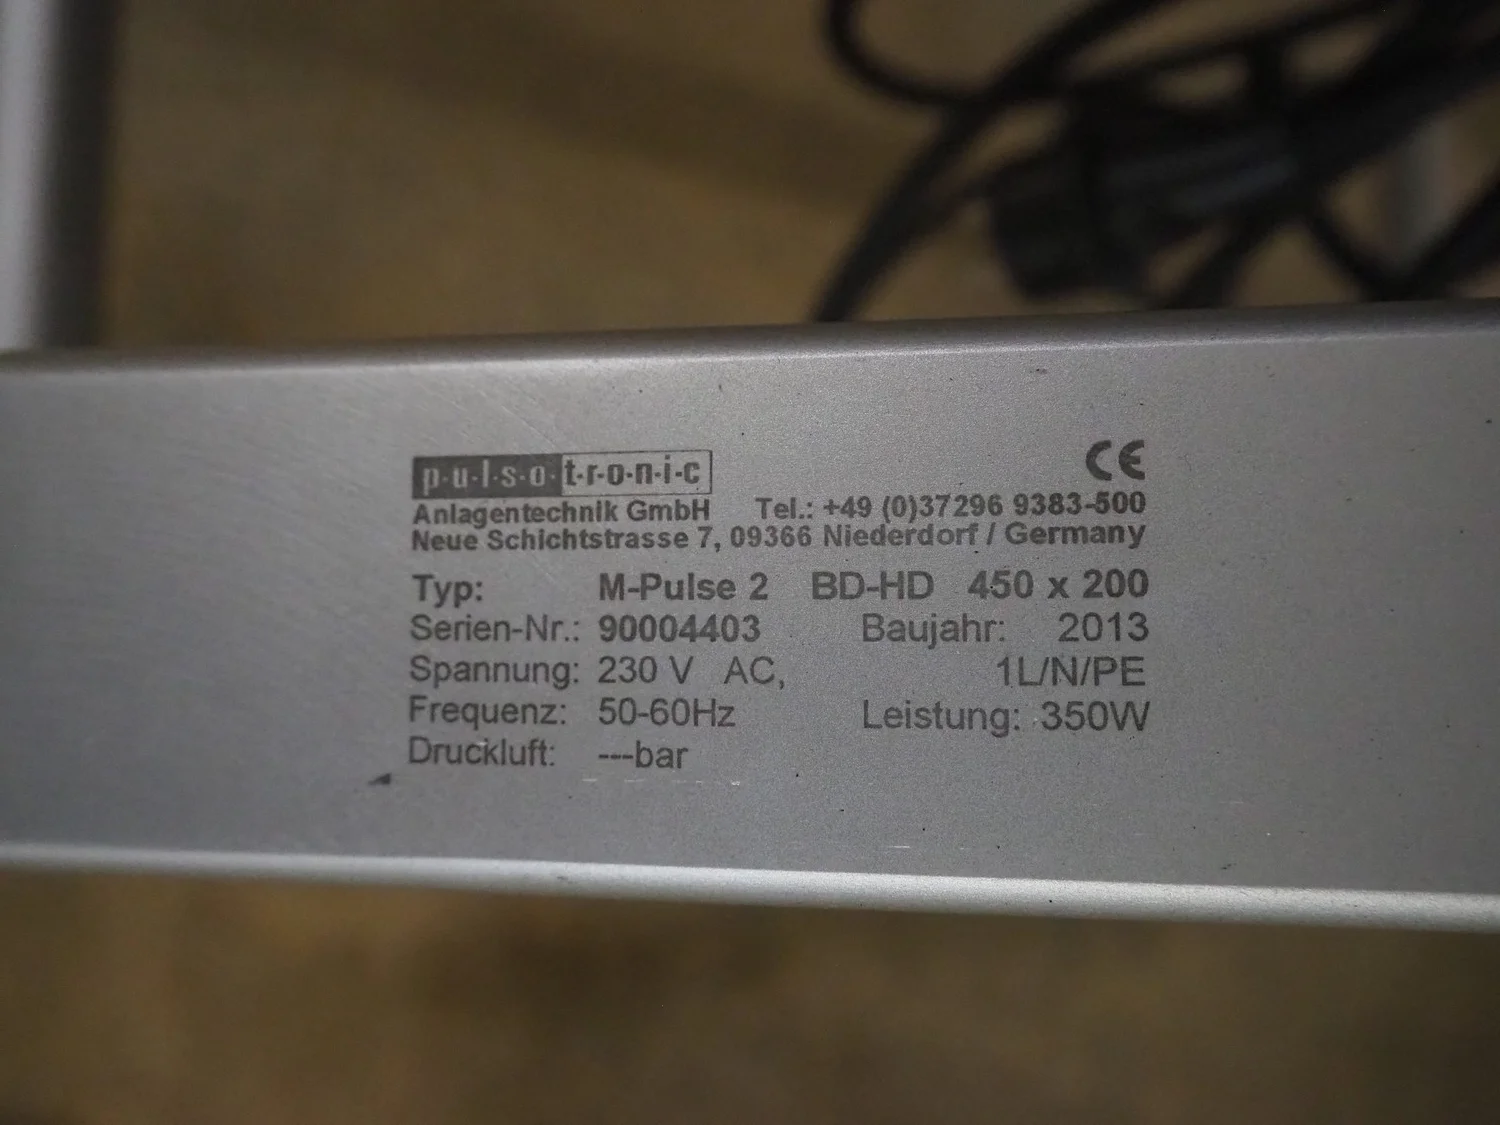 p·u·l·s·o·t·r·o·n·i·c CE
Anlagentechnik GmbH Tel.: +49 (0)37296 9383-500
Neue Schichtstrasse 7, 09366 Niederdorf / Germany
Typ: M-Pulse 2 BD-HD 450 x 200
Serien-Nr.: 90004403 Baujahr: 2013
Spannung: 230 V AC, 1L/N/PE
Frequenz: 50-60Hz Leistung: 350W
Druckluft: ---bar